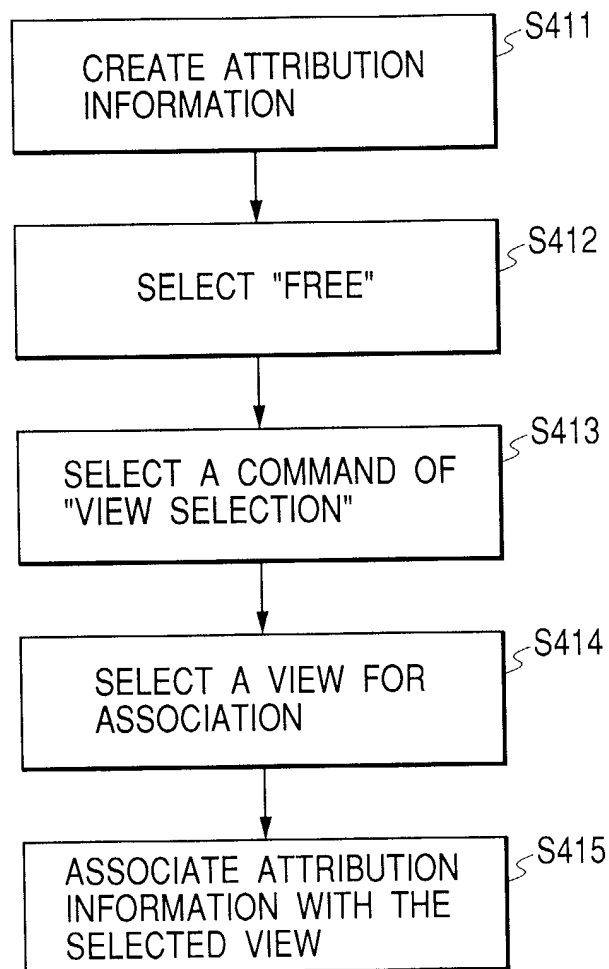 S411
CREATE ATTRIBUTION
INFORMATION
S412
SELECT "FREE"
S413
SELECT A COMMAND OF
"VIEW SELECTION"
S414
SELECT A VIEW FOR
ASSOCIATION
S415
ASSOCIATE ATTRIBUTION
INFORMATION WITH THE
SELECTED VIEW